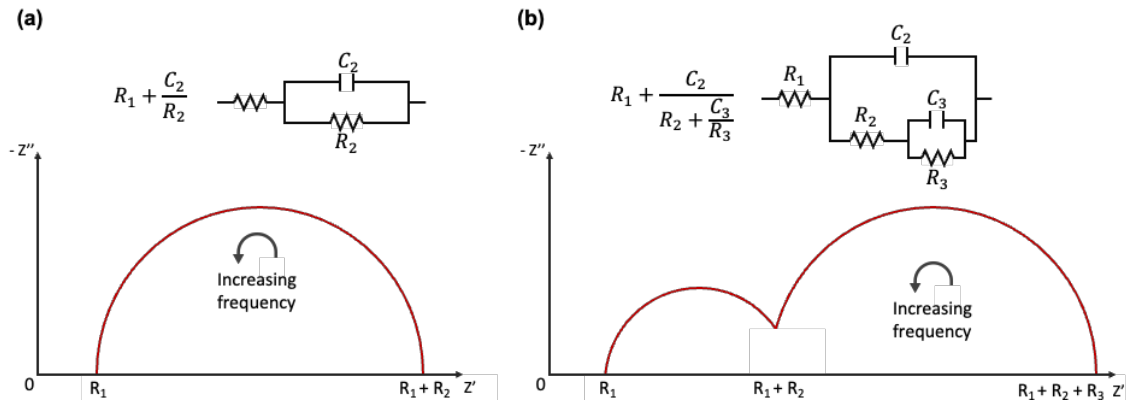 (a)
C₂
R₁ + C₂/R₂
R₂
- Z''
Increasing
frequency
0
R₁
R₁ + R₂
Z'
(b)
C₂
R₁ + C₂/(R₂ + C₃/R₃)
R₁
C₃
R₂
R₃
- Z''
Increasing
frequency
0
R₁
R₁ + R₂
R₁ + R₂ + R₃
Z'